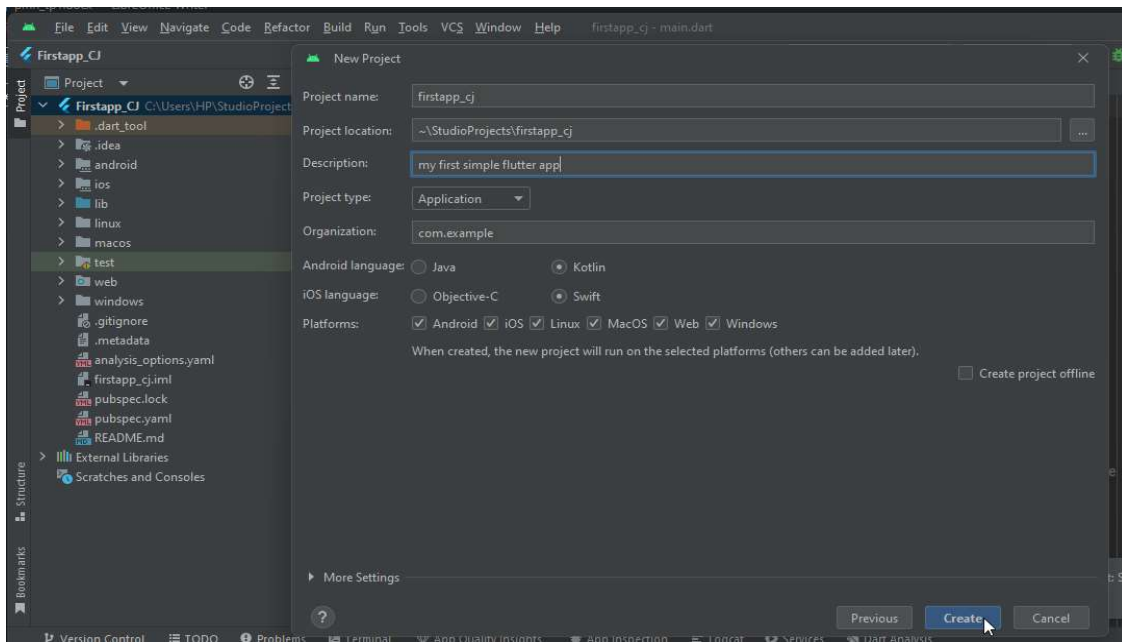 File Edit View Navigate Code Refactor Build Run Tools VCS Window Help firstapp_cj - main.dart
Firstapp_CJ
Project
Project
Firstapp_CJ C:\Users\HP\StudioProject
.dart_tool
.idea
android
ios
lib
linux
macos
test
web
windows
.gitignore
.metadata
analysis_options.yaml
firstapp_cj.iml
pubspec.lock
pubspec.yaml
README.md
External Libraries
Scratches and Consoles
Structure
Bookmarks
New Project
Project name: firstapp_cj
Project location: ~\StudioProjects\firstapp_cj ...
Description: my first simple flutter app
Project type: Application
Organization: com.example
Android language: Java Kotlin
iOS language: Objective-C Swift
Platforms: Android iOS Linux MacOS Web Windows
When created, the new project will run on the selected platforms (others can be added later).
Create project offline
More Settings
? Previous Create Cancel
Version Control TODO Problems Terminal App Quality Insights App Inspection Logcat Services Dart Analysis